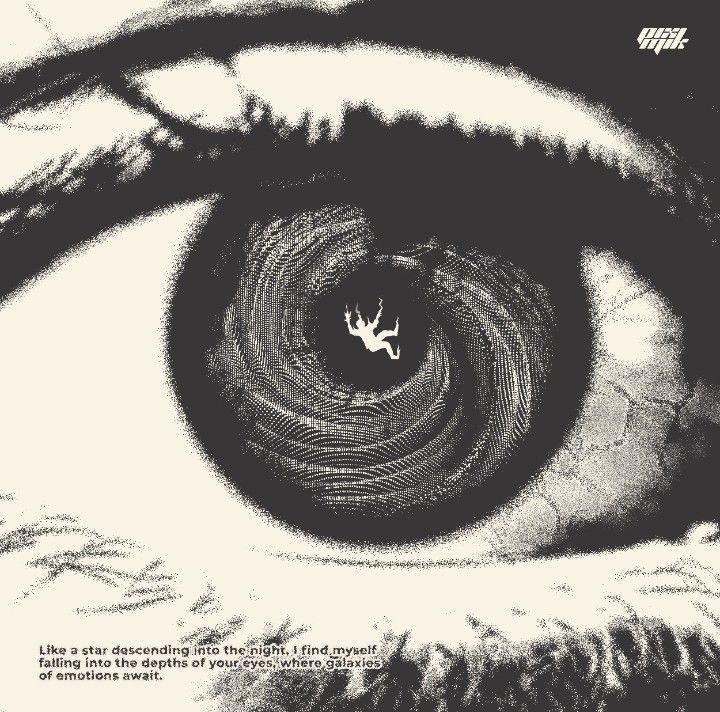 Like a star descending into the night, I find myself
falling into the depths of your eyes, where galaxies
of emotions await.